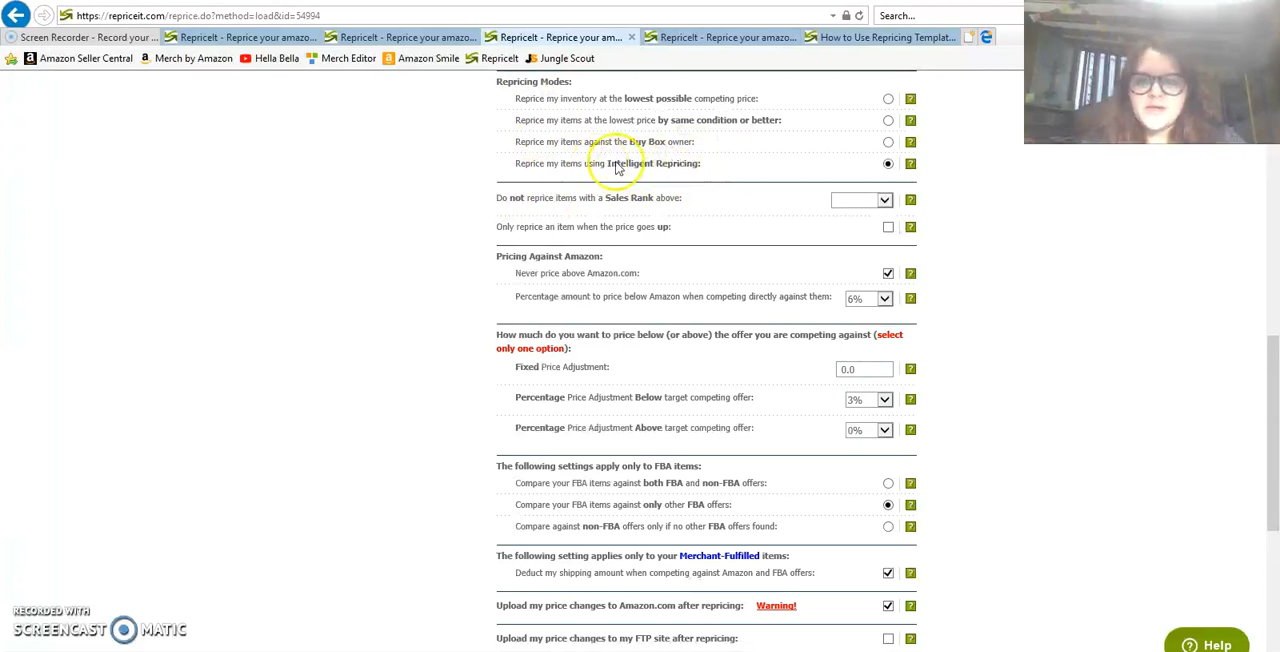 https://repriceit.com/reprice.do?method=load&id=54994
Search...
Screen Recorder - Record your ...
RepriceIt - Reprice your amazo...
RepriceIt - Reprice your amazo...
RepriceIt - Reprice your am...
RepriceIt - Reprice your amazo...
How to Use Repricing Templat...
Amazon Seller Central
Merch by Amazon
Hella Bella
Merch Editor
Amazon Smile
RepriceIt
Jungle Scout
Repricing Modes:
Reprice my inventory at the lowest possible competing price:
Reprice my items at the lowest price by same condition or better:
Reprice my items against the Buy Box owner:
Reprice my items using Intelligent Repricing:
Do not reprice items with a Sales Rank above:
Only reprice an item when the price goes up:
Pricing Against Amazon:
Never price above Amazon.com:
Percentage amount to price below Amazon when competing directly against them: 6%
How much do you want to price below (or above) the offer you are competing against (select
only one option):
Fixed Price Adjustment: 0.0
Percentage Price Adjustment Below target competing offer: 3%
Percentage Price Adjustment Above target competing offer: 0%
The following settings apply only to FBA items:
Compare your FBA items against both FBA and non-FBA offers:
Compare your FBA items against only other FBA offers:
Compare against non-FBA offers only if no other FBA offers found:
The following setting applies only to your Merchant-Fulfilled items:
Deduct my shipping amount when competing against Amazon and FBA offers:
Upload my price changes to Amazon.com after repricing: Warning!
Upload my price changes to my FTP site after repricing:
RECORDED WITH
SCREENCAST MATIC
Help